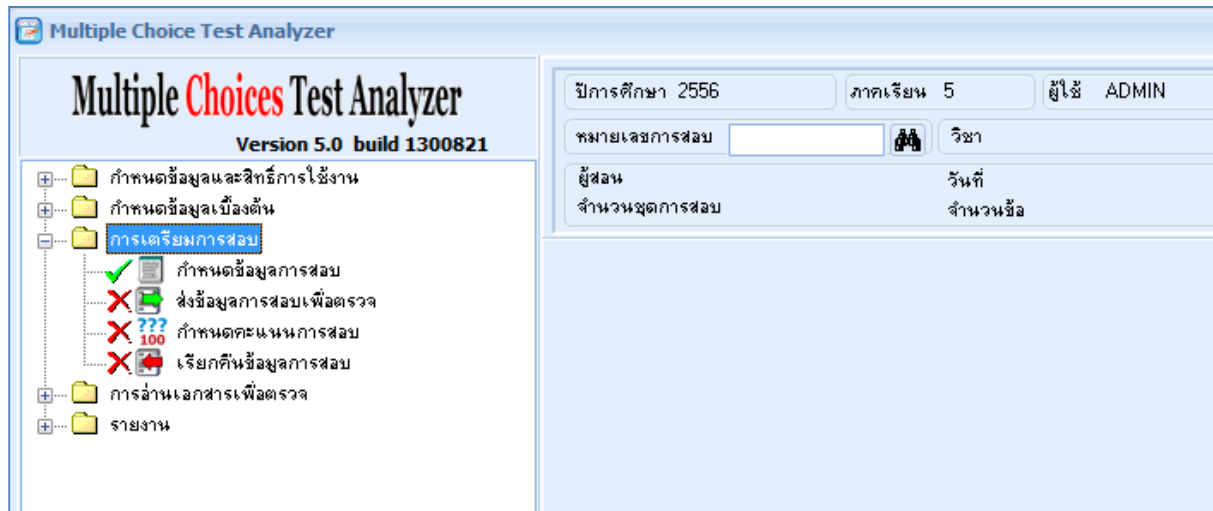 Multiple Choice Test Analyzer
Multiple Choices Test Analyzer
Version 5.0 build 1300821
กำหนดข้อมูลและสิทธิ์การใช้งาน
กำหนดข้อมูลเบื้องต้น
การเตรียมการสอบ
กำหนดข้อมูลการสอบ
ส่งข้อมูลการสอบเพื่อตรวจ
??? 100 กำหนดคะแนนการสอบ
เรียกคืนข้อมูลการสอบ
การอ่านเอกสารเพื่อตรวจ
รายงาน
ปีการศึกษา 2556 ภาคเรียน 5 ผู้ใช้ ADMIN
หมายเลขการสอบ วิชา
ผู้สอน วันที่
จำนวนชุดการสอบ จำนวนข้อ